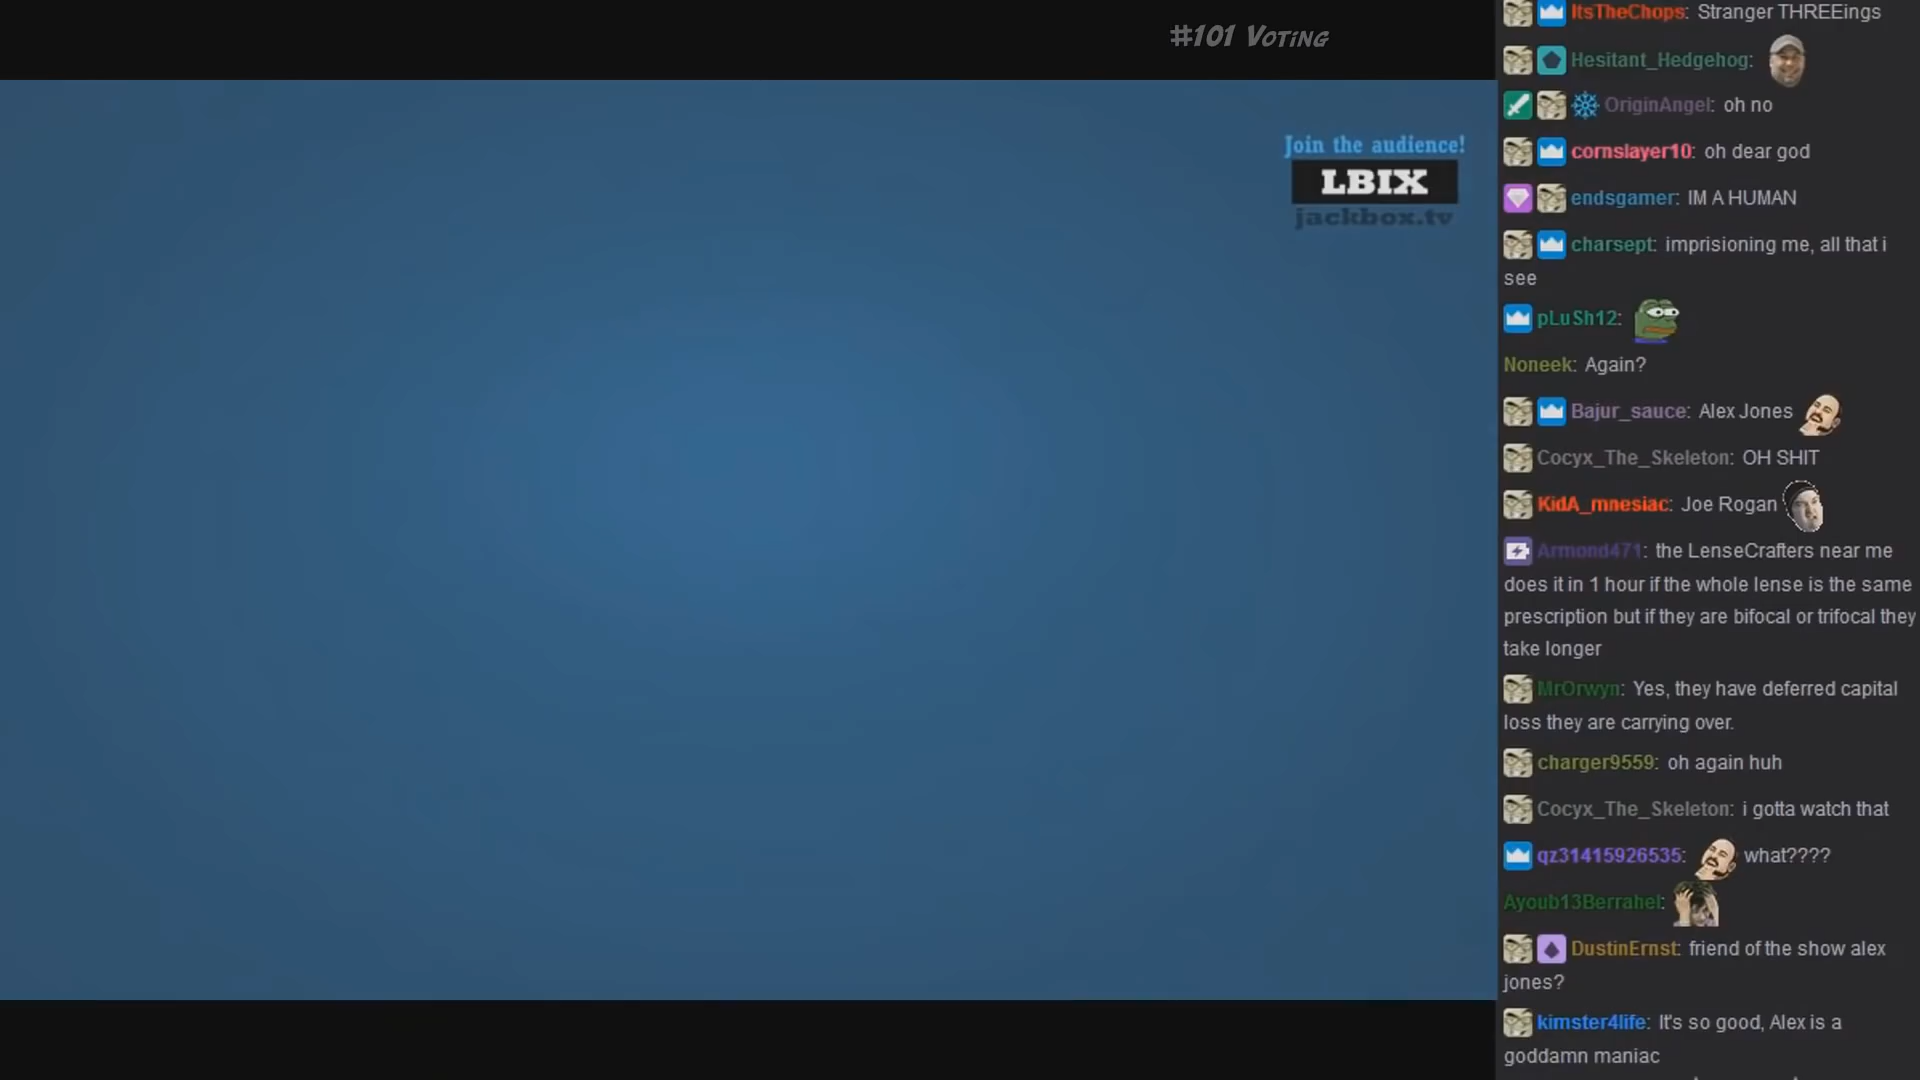 #101 VOTING
Join the audience!
LBIX
jackbox.tv
ItsTheChops: Stranger THREEings
Hesitant_Hedgehog:
OriginAngel: oh no
cornslayer10: oh dear god
endsgamer: IM A HUMAN
charsept: imprisioning me, all that i
see
pLuSh12:
Noneek: Again?
Bajur_sauce: Alex Jones
Cocyx_The_Skeleton: OH SHIT
KidA_mnesiac: Joe Rogan
Armond471: the LenseCrafters near me
does it in 1 hour if the whole lense is the same
prescription but if they are bifocal or trifocal they
take longer
MrOrwyn: Yes, they have deferred capital
loss they are carrying over.
charger9559: oh again huh
Cocyx_The_Skeleton: i gotta watch that
qz31415926535: what????
Ayoub13Berrahel:
DustinErnst: friend of the show alex
jones?
kimster4life: It's so good, Alex is a
goddamn maniac